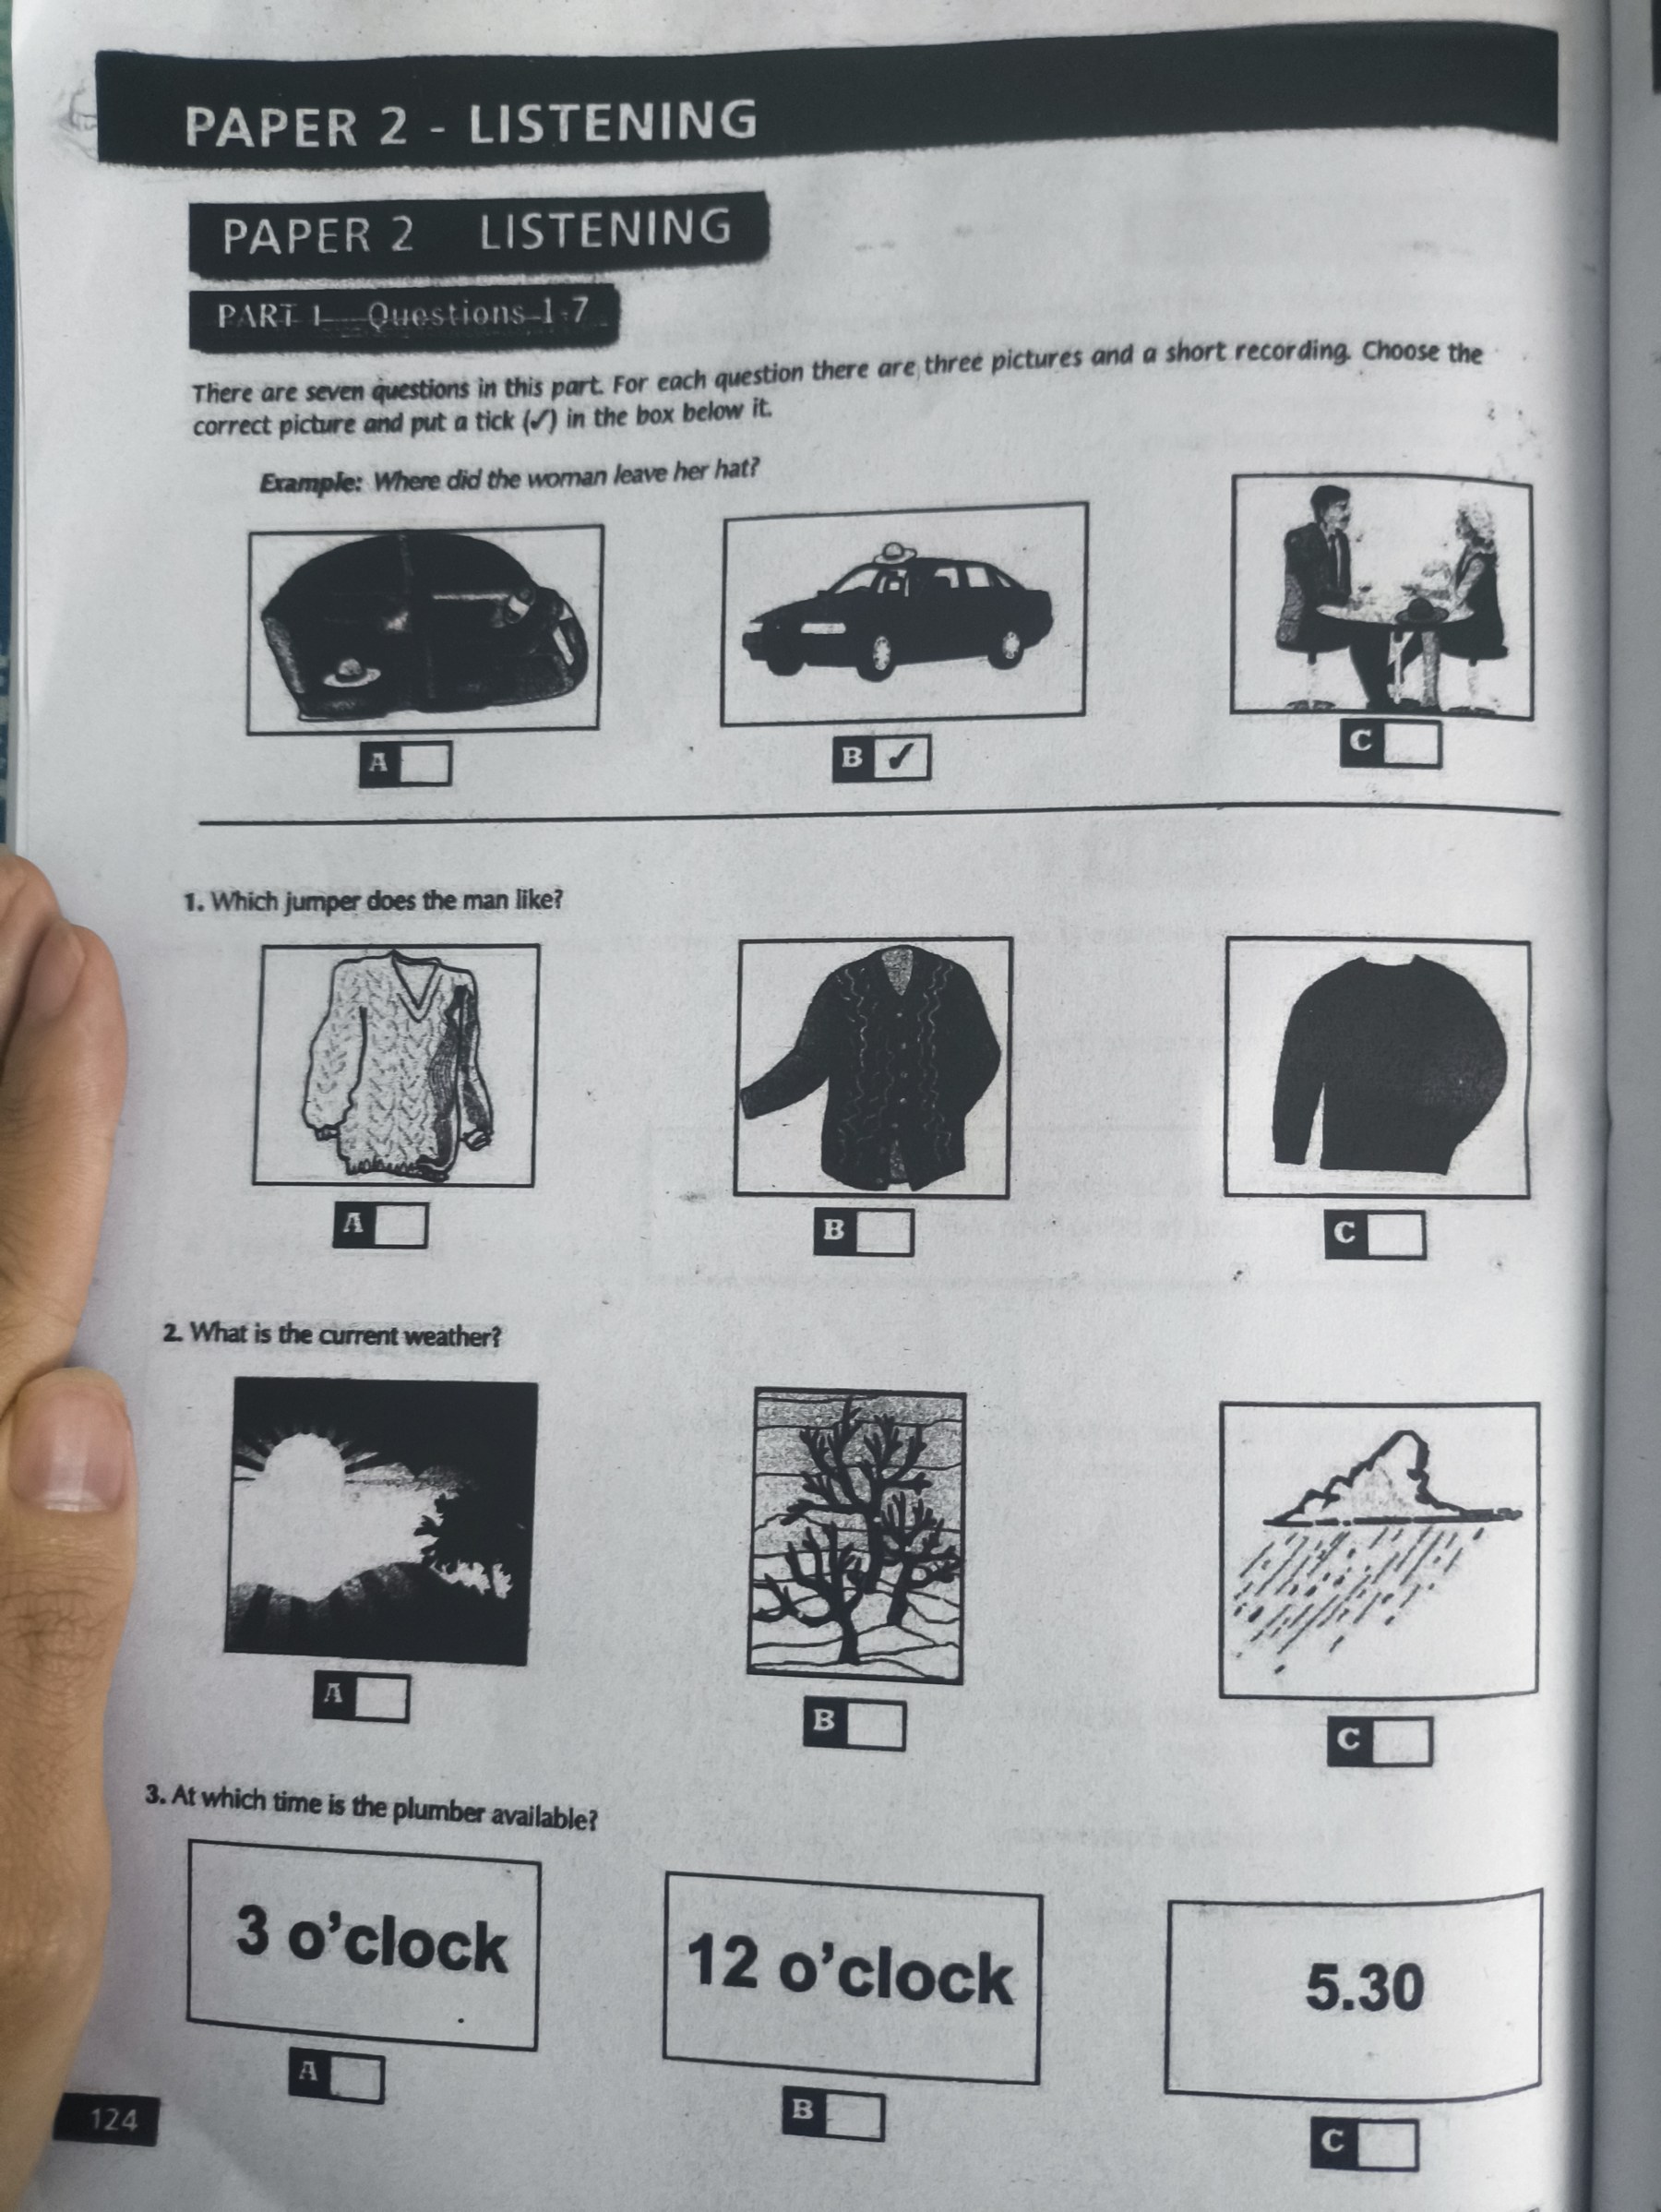 PAPER 2 - LISTENING
PAPER 2 LISTENING
PART 1 Questions 1-7
There are seven questions in this part. For each question there are three pictures and a short recording. Choose the
correct picture and put a tick (✓) in the box below it.
Example: Where did the woman leave her hat?
A
B ✓
C
1. Which jumper does the man like?
A
B
C
2. What is the current weather?
A
B
C
3. At which time is the plumber available?
3 o'clock
12 o'clock
5.30
A
B
C
124